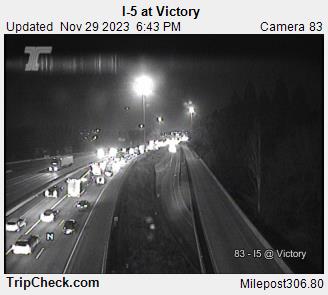 I-5 at Victory
Updated Nov 29 2023 6:43 PM Camera 83
T
N
83 - I5 @ Victory
TripCheck.com Milepost306.80